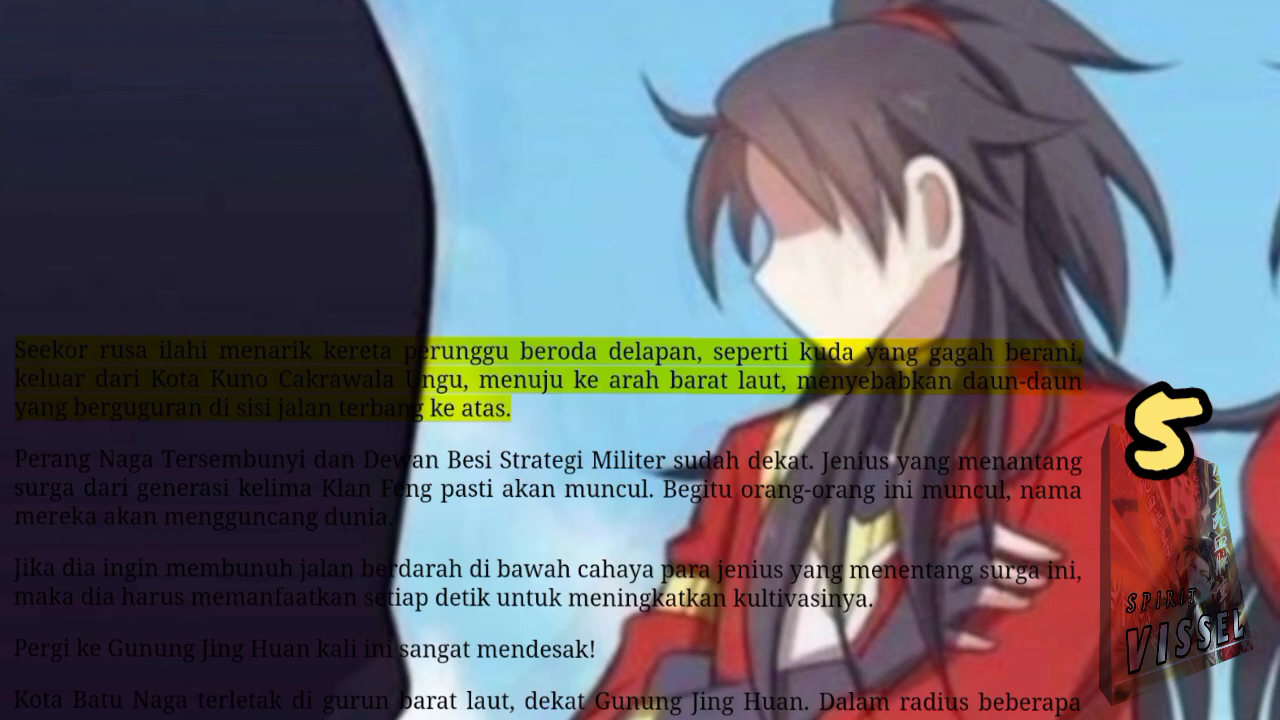 Seekor rusa ilahi menarik kereta perunggu beroda delapan, seperti kuda yang gagah berani,
keluar dari Kota Kuno Cakrawala Ungu, menuju ke arah barat laut, menyebabkan daun-daun
yang berguguran di sisi jalan terbang ke atas.
Perang Naga Tersembunyi dan Dewan Besi Strategi Militer sudah dekat. Jenius yang menantang
surga dari generasi kelima Klan Feng pasti akan muncul. Begitu orang-orang ini muncul, nama
mereka akan mengguncang dunia.
Jika dia ingin membunuh jalan berdarah di bawah cahaya para jenius yang menentang surga ini,
maka dia harus memanfaatkan setiap detik untuk meningkatkan kultivasinya.
Pergi ke Gunung Jing Huan kali ini sangat mendesak!
Kota Batu Naga terletak di gurun barat laut, dekat Gunung Jing Huan. Dalam radius beberapa
S
SPIRIT
VISSEL